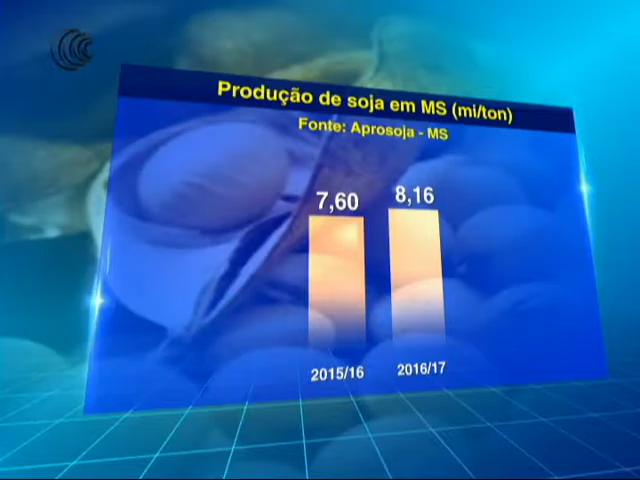 Produção de soja em MS (mi/ton)
Fonte: Aprosoja - MS
7,60
8,16
2015/16
2016/17